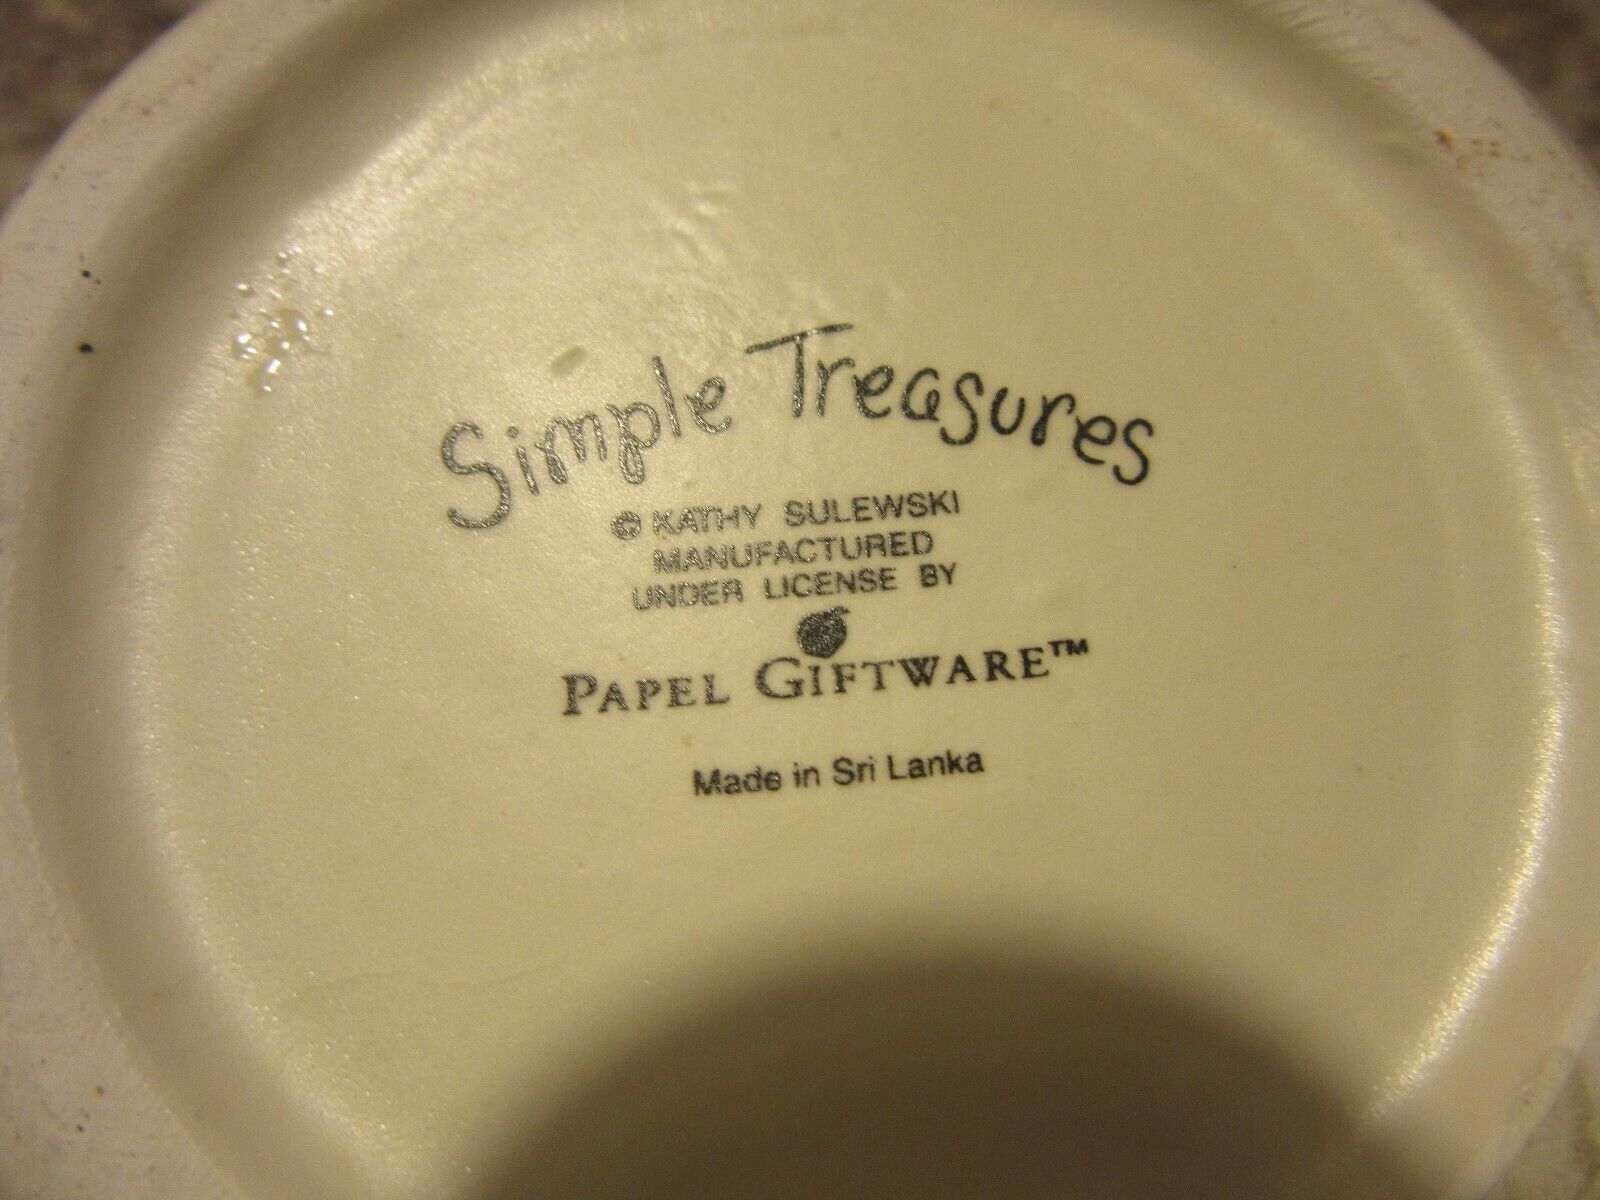 Simple Treasures
© KATHY SULEWSKI
MANUFACTURED
UNDER LICENSE BY
PAPEL GIFTWARE™
Made in Sri Lanka